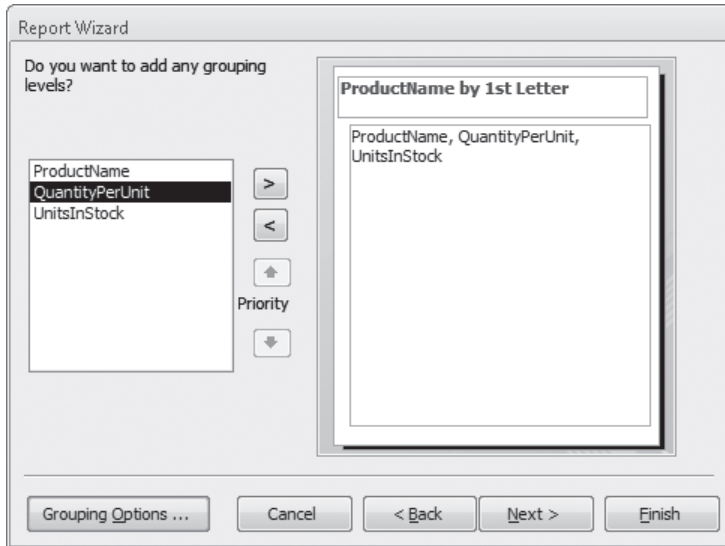 Report Wizard
Do you want to add any grouping
levels?
ProductName
QuantityPerUnit
UnitsInStock
>
<
Priority
ProductName by 1st Letter
ProductName, QuantityPerUnit,
UnitsInStock
Grouping Options ...
Cancel
< Back
Next >
Finish